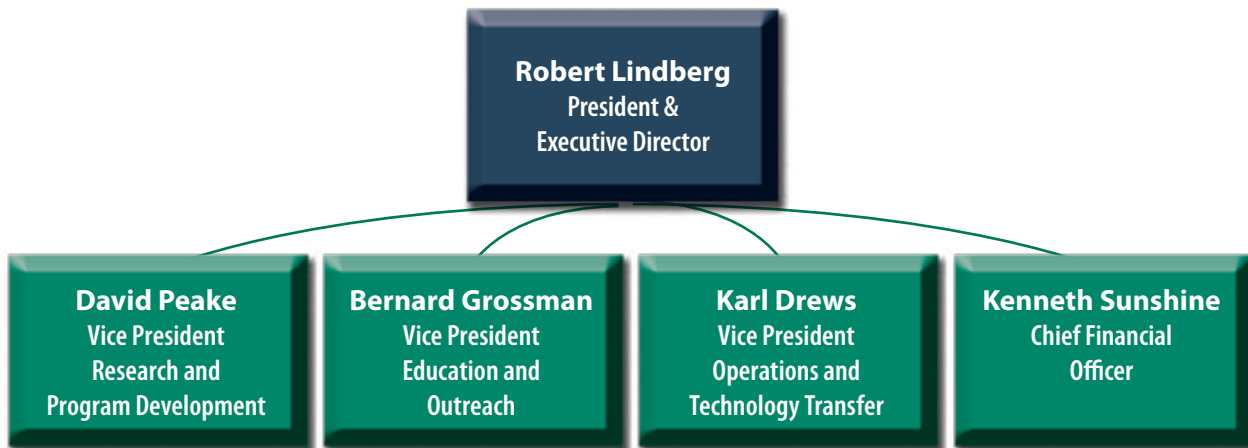 Robert Lindberg
President &
Executive Director
David Peake
Vice President
Research and
Program Development
Bernard Grossman
Vice President
Education and
Outreach
Karl Drews
Vice President
Operations and
Technology Transfer
Kenneth Sunshine
Chief Financial
Officer